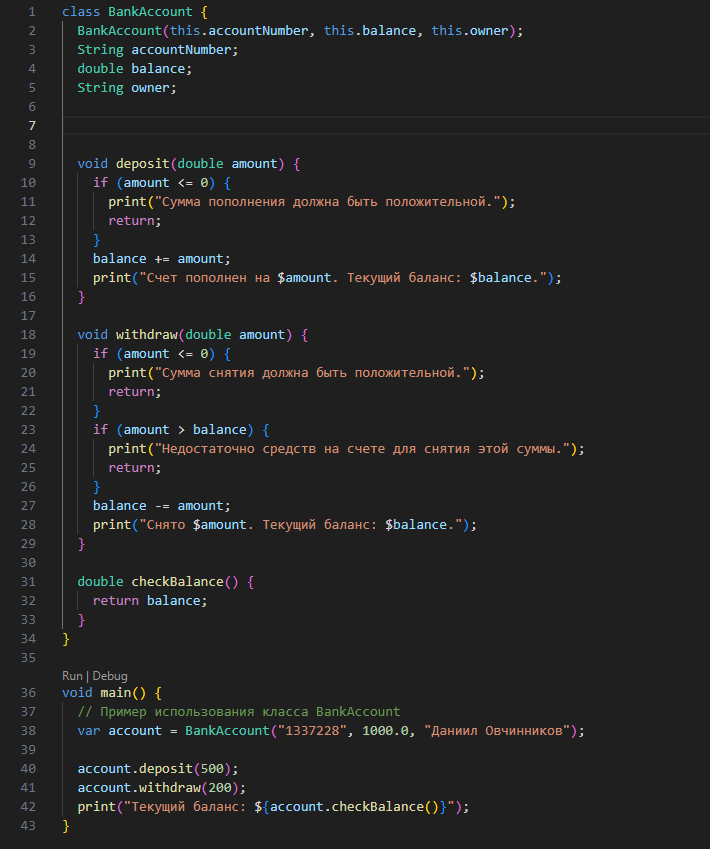 1 class BankAccount {
2 BankAccount(this.accountNumber, this.balance, this.owner);
3 String accountNumber;
4 double balance;
5 String owner;
6
7
8
9 void deposit(double amount) {
10 if (amount <= 0) {
11 print("Сумма пополнения должна быть положительной.");
12 return;
13 }
14 balance += amount;
15 print("Счет пополнен на $amount. Текущий баланс: $balance.");
16 }
17
18 void withdraw(double amount) {
19 if (amount <= 0) {
20 print("Сумма снятия должна быть положительной.");
21 return;
22 }
23 if (amount > balance) {
24 print("Недостаточно средств на счете для снятия этой суммы.");
25 return;
26 }
27 balance -= amount;
28 print("Снято $amount. Текущий баланс: $balance.");
29 }
30
31 double checkBalance() {
32 return balance;
33 }
34 }
35
Run | Debug
36 void main() {
37 // Пример использования класса BankAccount
38 var account = BankAccount("1337228", 1000.0, "Даниил Овчинников");
39
40 account.deposit(500);
41 account.withdraw(200);
42 print("Текущий баланс: ${account.checkBalance()}");
43 }